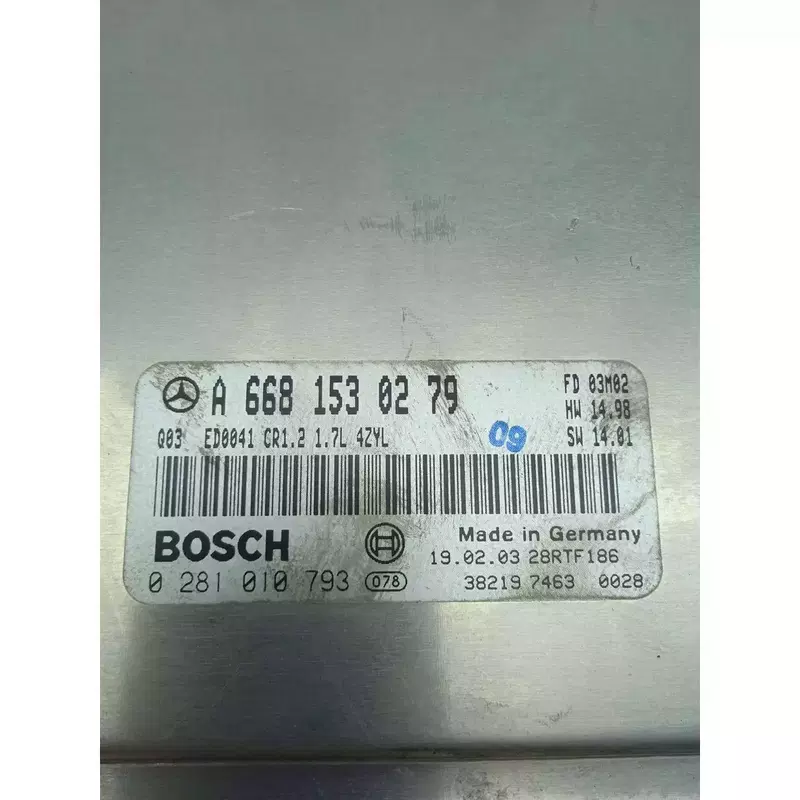 A 668 153 02 79
FD 03M02
HW 14.98
Q03 ED0041 CR1.2 1.7L 4ZYL
09
SW 14.01
BOSCH
Made in Germany
19.02.03 28RTF186
0 281 010 793 078
38219 7463 0028